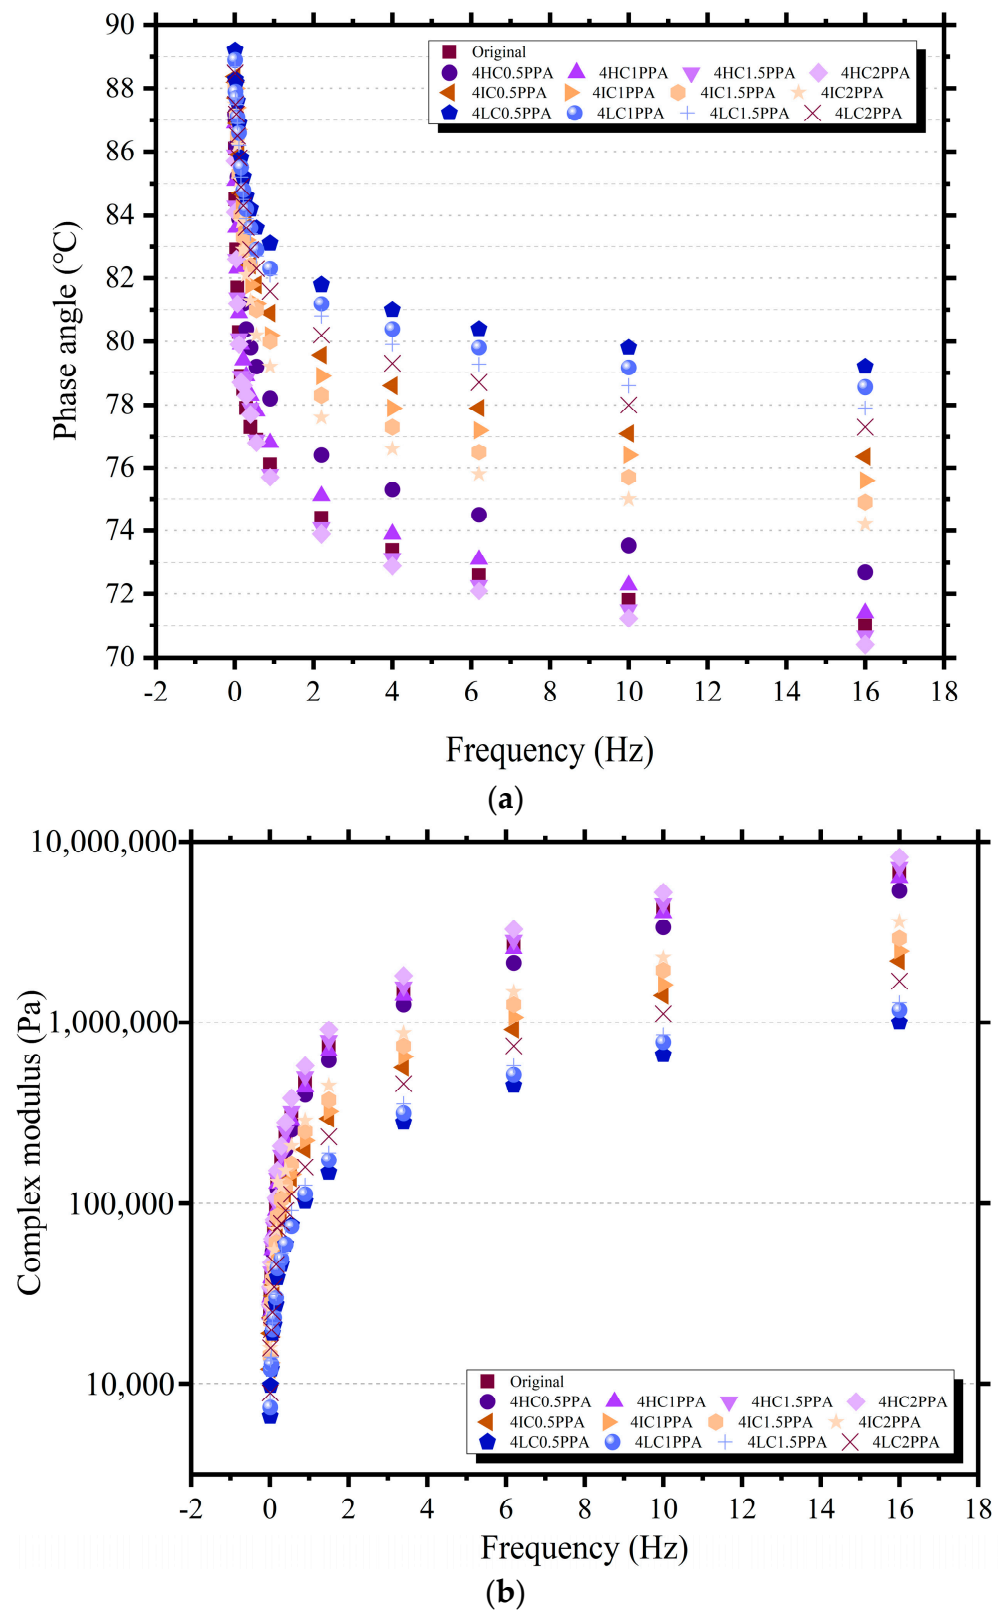 90
88
86
84
82
80
78
76
74
72
70
Phase angle (°C)
Original
4HC0.5PPA 4HC1PPA 4HC1.5PPA 4HC2PPA
4IC0.5PPA 4IC1PPA 4IC1.5PPA 4IC2PPA
4LC0.5PPA 4LC1PPA 4LC1.5PPA 4LC2PPA
-2 0 2 4 6 8 10 12 14 16 18
Frequency (Hz)
(a)
10,000,000
1,000,000
100,000
10,000
Complex modulus (Pa)
Original
4HC0.5PPA 4HC1PPA 4HC1.5PPA 4HC2PPA
4IC0.5PPA 4IC1PPA 4IC1.5PPA 4IC2PPA
4LC0.5PPA 4LC1PPA 4LC1.5PPA 4LC2PPA
-2 0 2 4 6 8 10 12 14 16 18
Frequency (Hz)
(b)